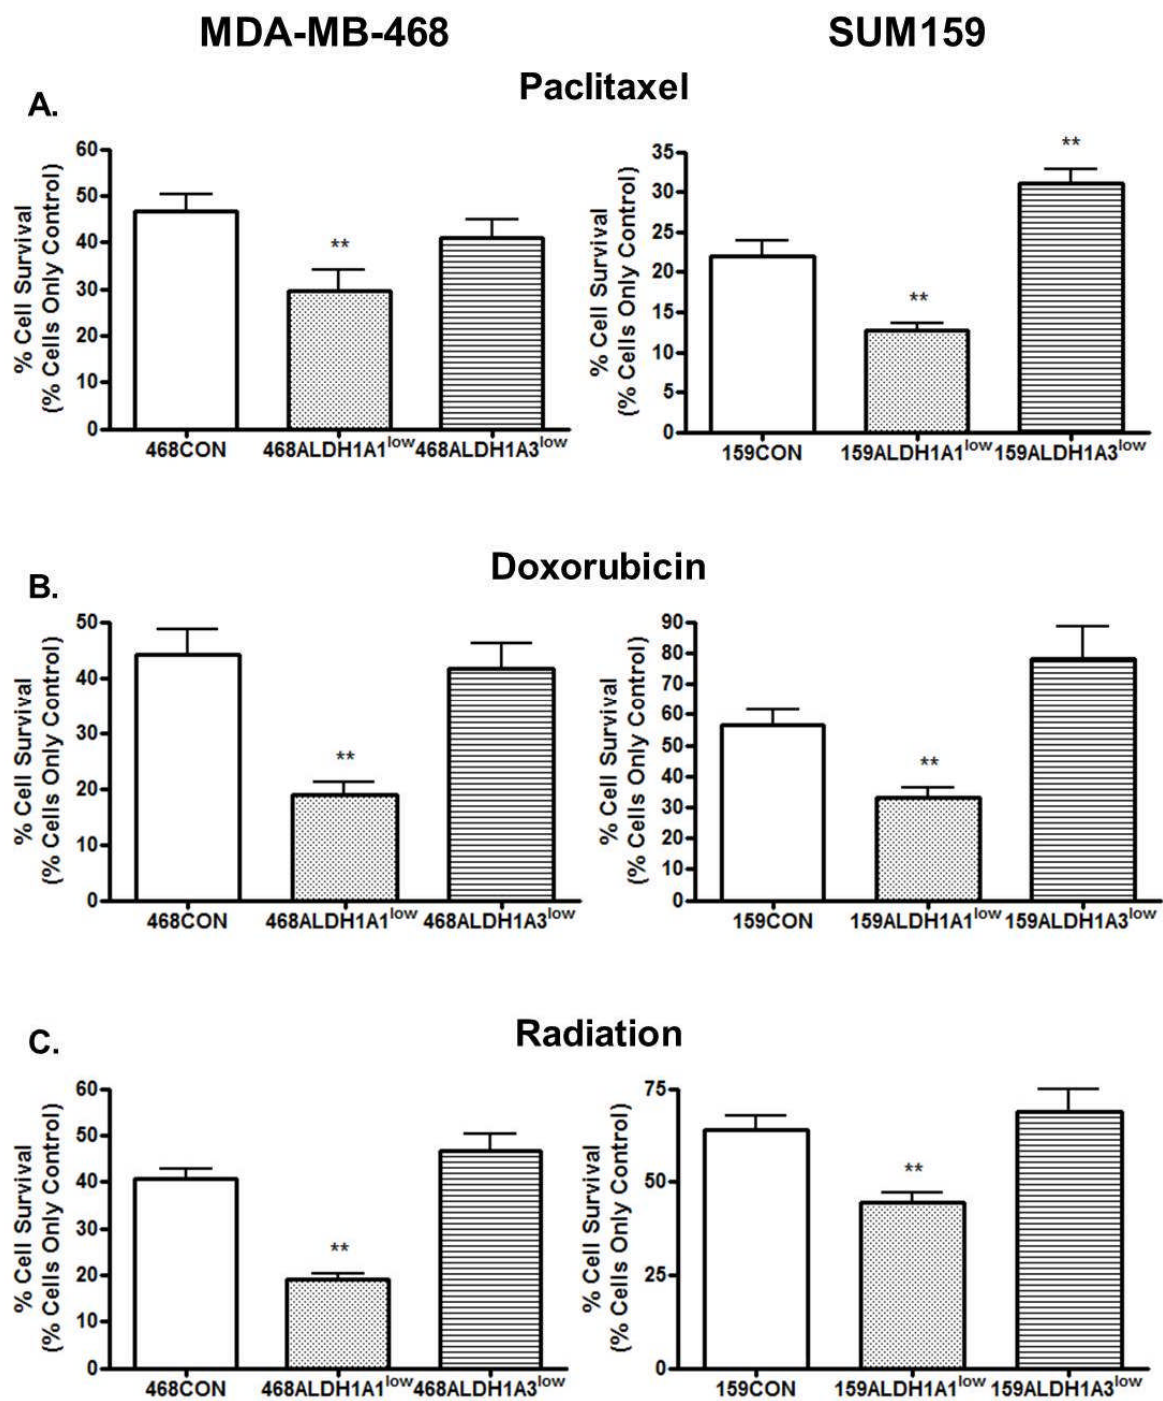 MDA-MB-468 SUM159
Paclitaxel
A.
% Cell Survival
(% Cells Only Control)
60
50
40
30
20
10
0
**
468CON 468ALDH1A1low 468ALDH1A3low
% Cell Survival
(% Cells Only Control)
35
30
25
20
15
10
5
0
**
**
159CON 159ALDH1A1low 159ALDH1A3low
Doxorubicin
B.
% Cell Survival
(% Cells Only Control)
50
40
30
20
10
0
**
468CON 468ALDH1A1low 468ALDH1A3low
% Cell Survival
(% Cells Only Control)
90
80
70
60
50
40
30
20
10
0
**
159CON 159ALDH1A1low 159ALDH1A3low
Radiation
C.
% Cell Survival
(% Cells Only Control)
60
50
40
30
20
10
0
**
468CON 468ALDH1A1low 468ALDH1A3low
% Cell Survival
(% Cells Only Control)
75
50
25
0
**
159CON 159ALDH1A1low 159ALDH1A3low